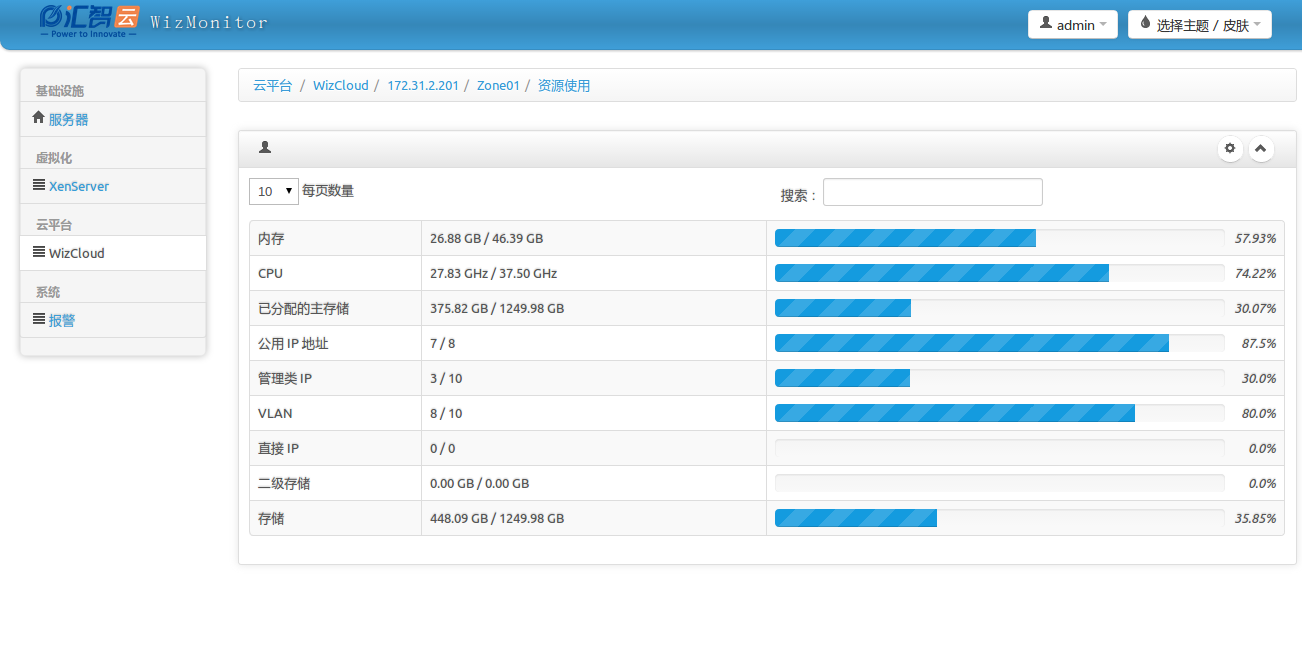 汇智云 WizMonitor
— Power to Innovate —
admin
选择主题 / 皮肤
基础设施
服务器
虚拟化
XenServer
云平台
WizCloud
系统
报警
云平台 / WizCloud / 172.31.2.201 / Zone01 / 资源使用
10 每页数量
搜索：
内存 26.88 GB / 46.39 GB 57.93%
CPU 27.83 GHz / 37.50 GHz 74.22%
已分配的主存储 375.82 GB / 1249.98 GB 30.07%
公用 IP 地址 7 / 8 87.5%
管理类 IP 3 / 10 30.0%
VLAN 8 / 10 80.0%
直接 IP 0 / 0 0.0%
二级存储 0.00 GB / 0.00 GB 0.0%
存储 448.09 GB / 1249.98 GB 35.85%